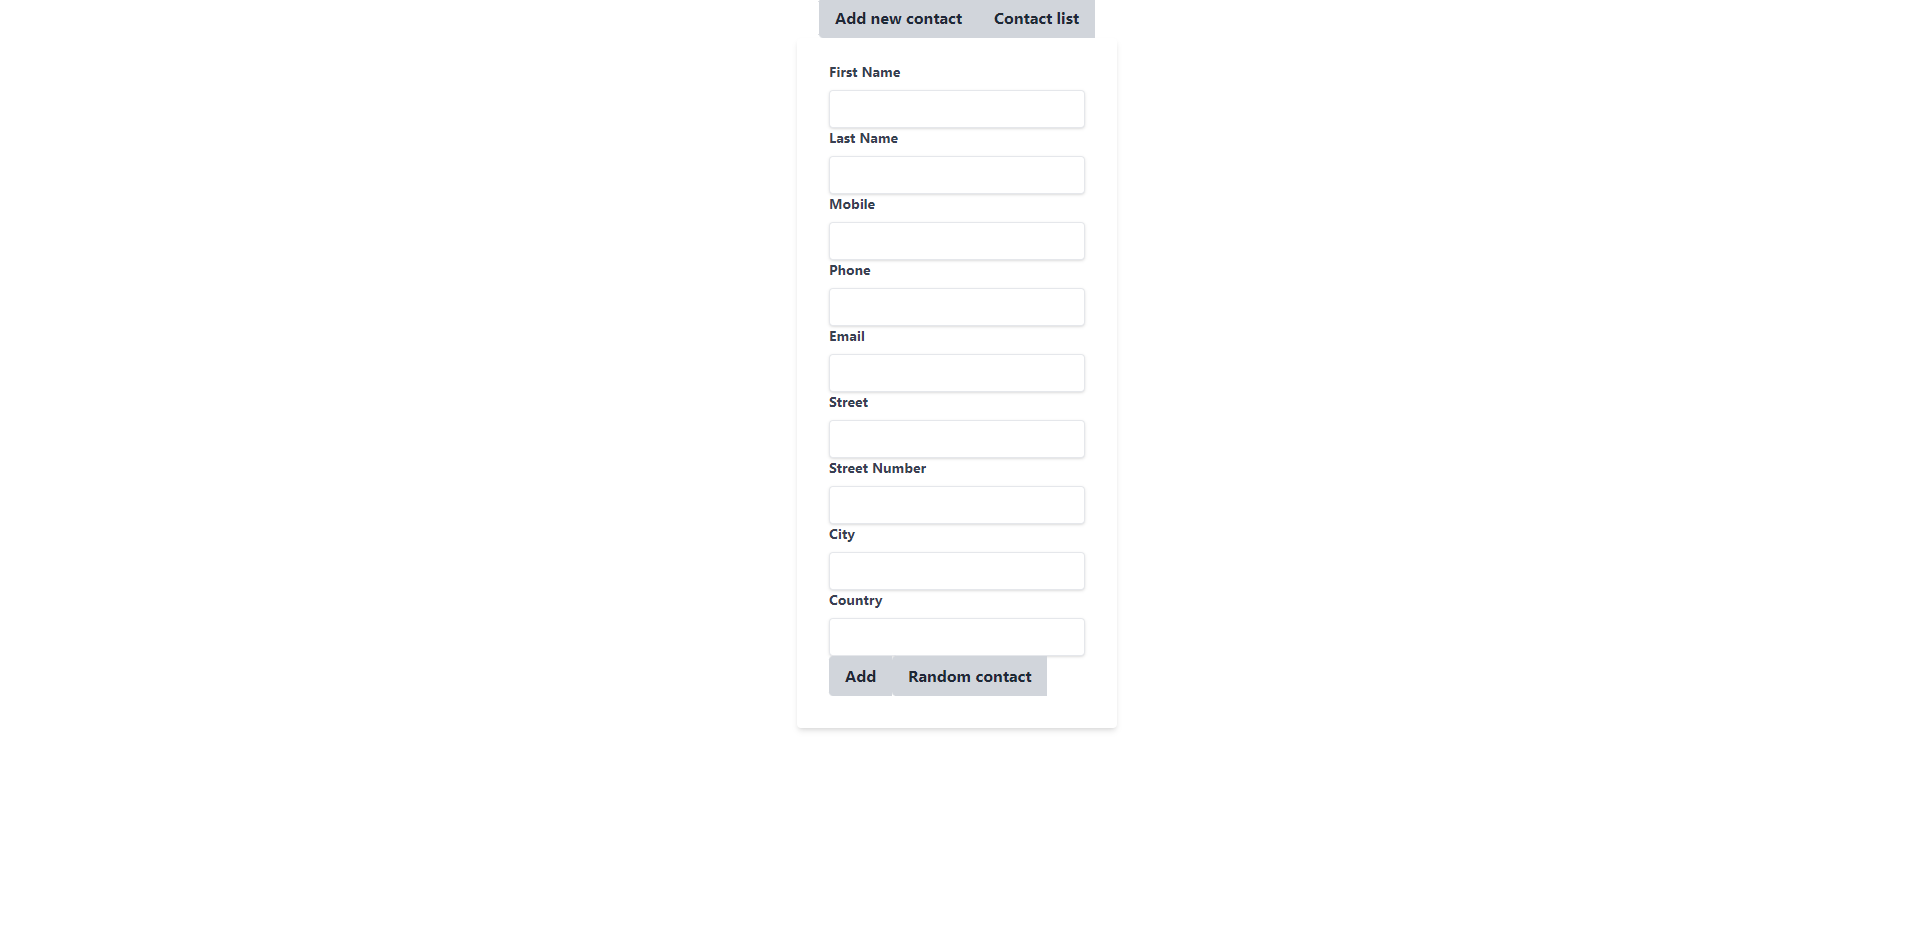 Add new contact Contact list
First Name
Last Name
Mobile
Phone
Email
Street
Street Number
City
Country
Add Random contact